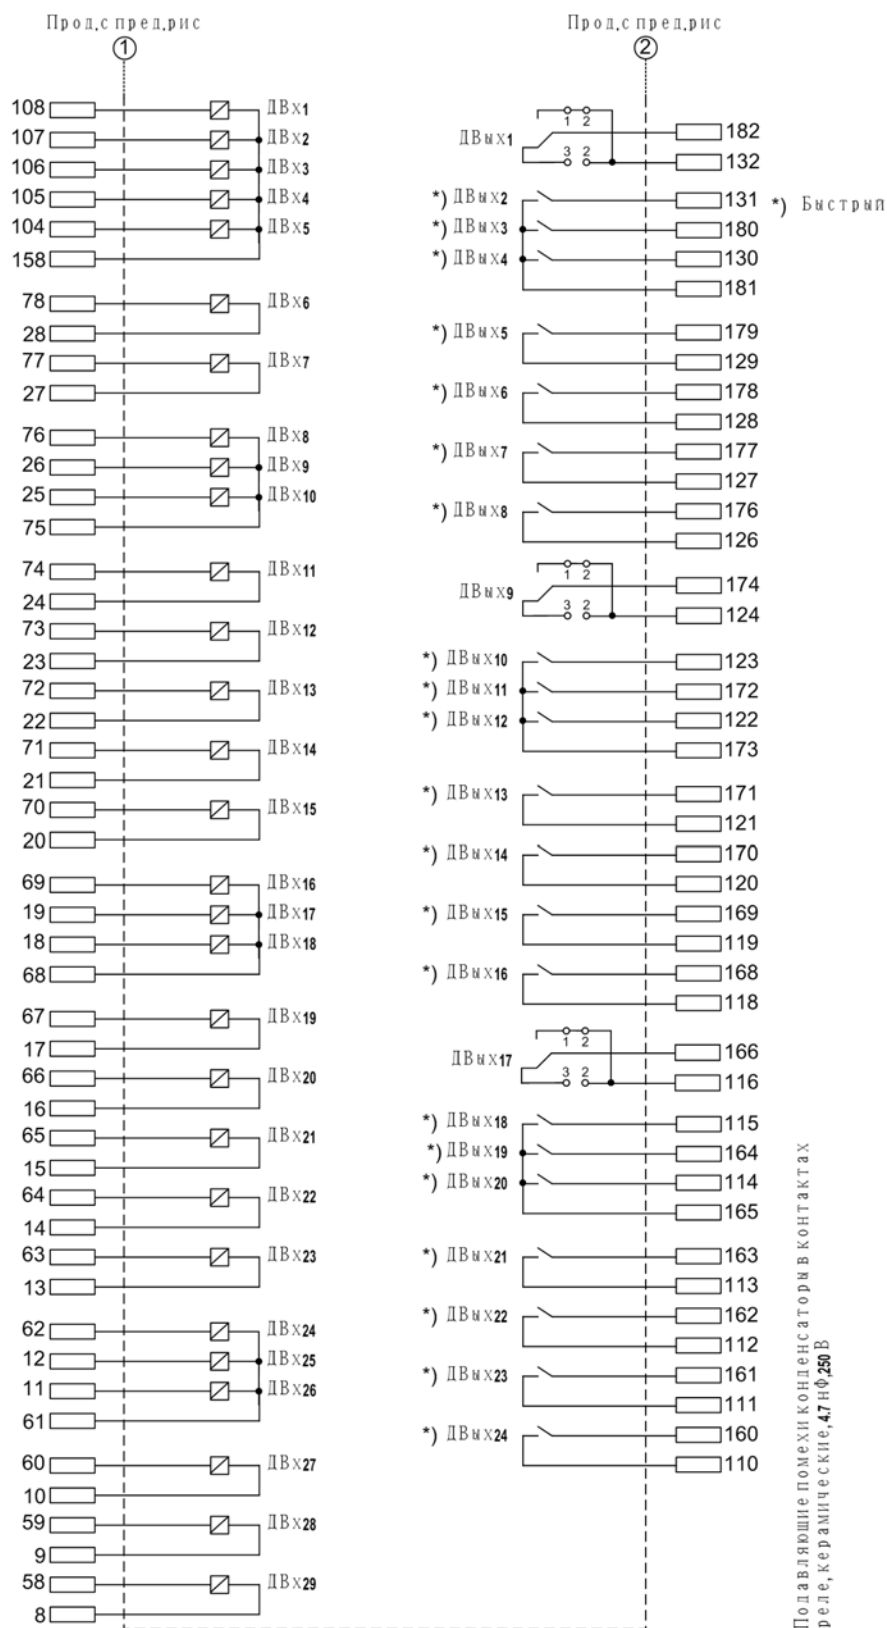 Прод.с пред.рис
1
108 ДВх1
107 ДВх2
106 ДВх3
105 ДВх4
104 ДВх5
158
78 ДВх6
28
77 ДВх7
27
76 ДВх8
26 ДВх9
25 ДВх10
75
74 ДВх11
24
73 ДВх12
23
72 ДВх13
22
71 ДВх14
21
70 ДВх15
20
69 ДВх16
19 ДВх17
18 ДВх18
68
67 ДВх19
17
66 ДВх20
16
65 ДВх21
15
64 ДВх22
14
63 ДВх23
13
62 ДВх24
12 ДВх25
11 ДВх26
61
60 ДВх27
10
59 ДВх28
9
58 ДВх29
8
Прод.с пред.рис
2
1 2
ДВых1 182
3 2 132
*) ДВых2 131
*) ДВых3 180
*) ДВых4 130
181
*) ДВых5 179
129
*) ДВых6 178
128
*) ДВых7 177
127
*) ДВых8 176
126
1 2
ДВых9 174
3 2 124
*) ДВых10 123
*) ДВых11 172
*) ДВых12 122
173
*) ДВых13 171
121
*) ДВых14 170
120
*) ДВых15 169
119
*) ДВых16 168
118
1 2
ДВых17 166
3 2 116
*) ДВых18 115
*) ДВых19 164
*) ДВых20 114
165
*) ДВых21 163
113
*) ДВых22 162
112
*) ДВых23 161
111
*) ДВых24 160
110
*) Быстрый
Подавляющие помехи конденсаторы в контактах
реле, керамические, 4.7 нФ, 250 В